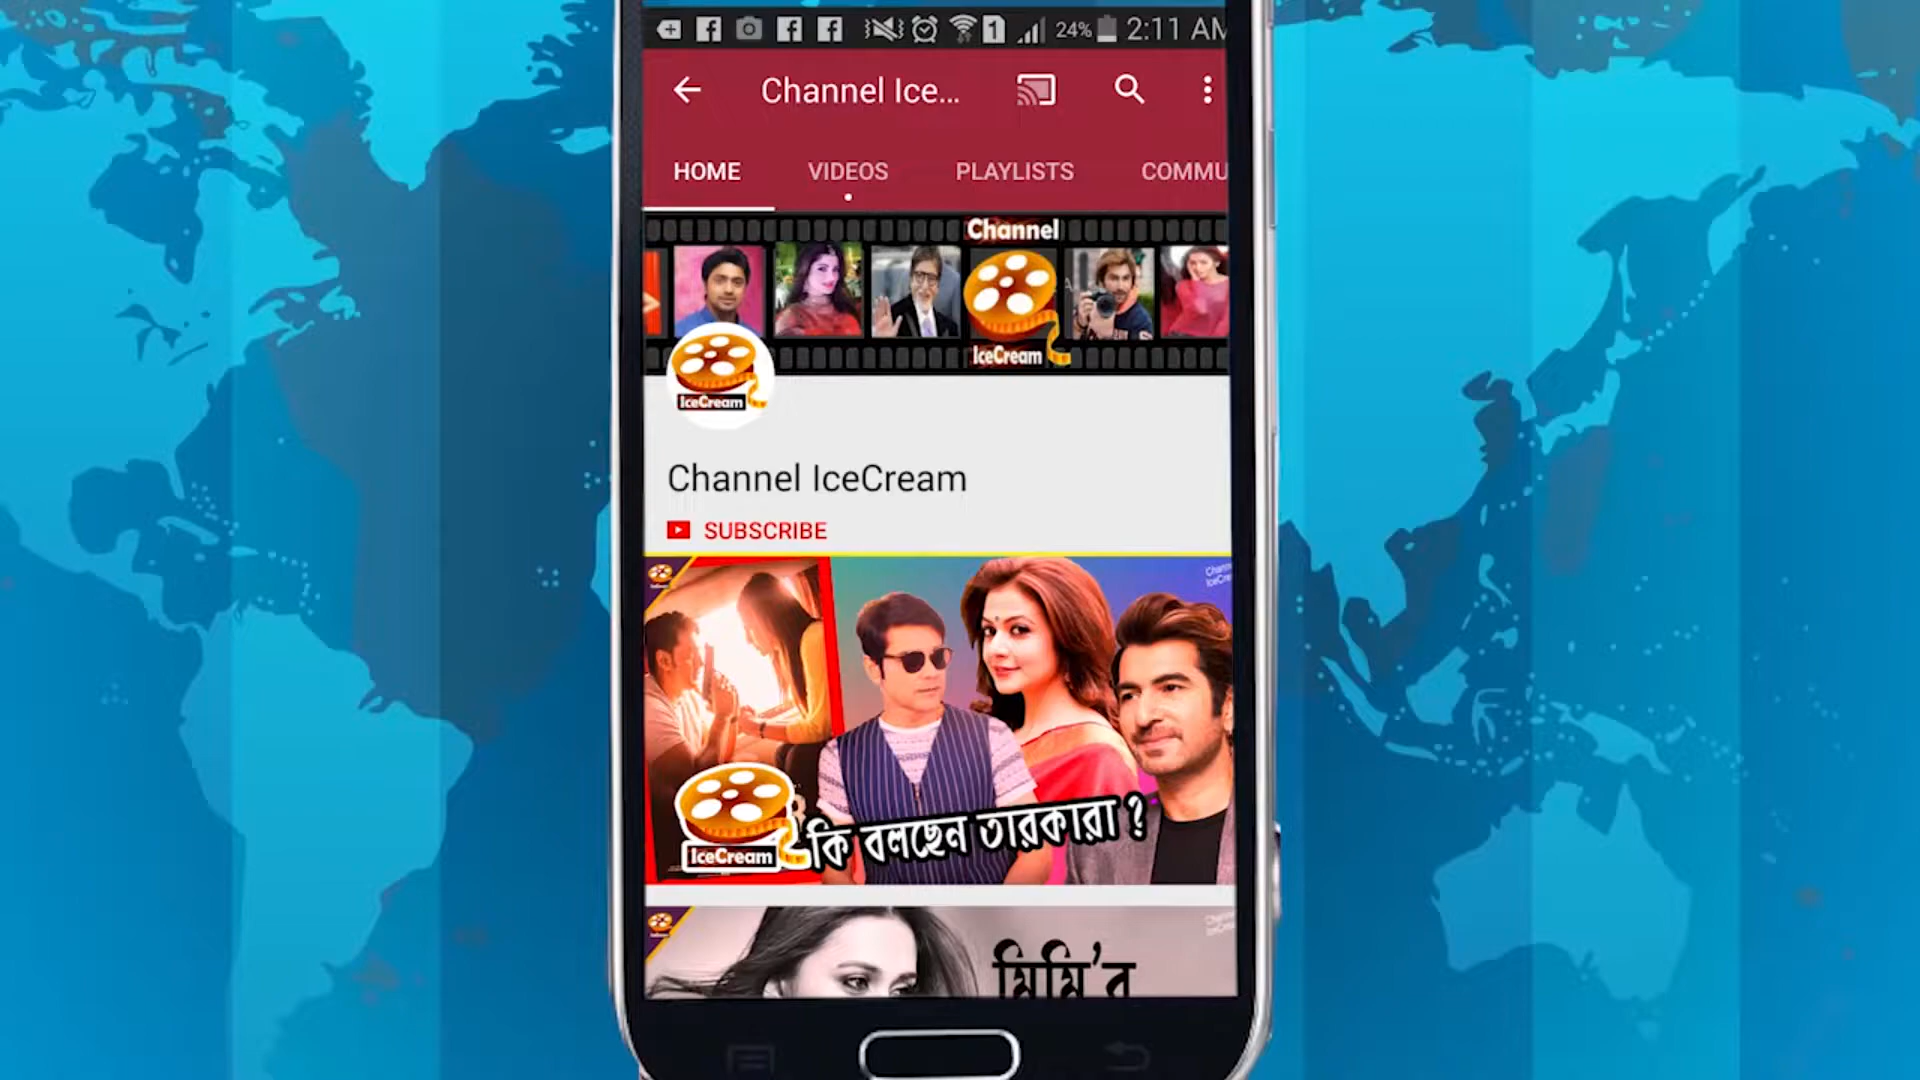 24% 2:11 AM
Channel Ice...
HOME VIDEOS PLAYLISTS COMMU
Channel
IceCream
IceCream
Channel IceCream
SUBSCRIBE
কি বলছেন তারকারা ?
IceCream
মিমি'র